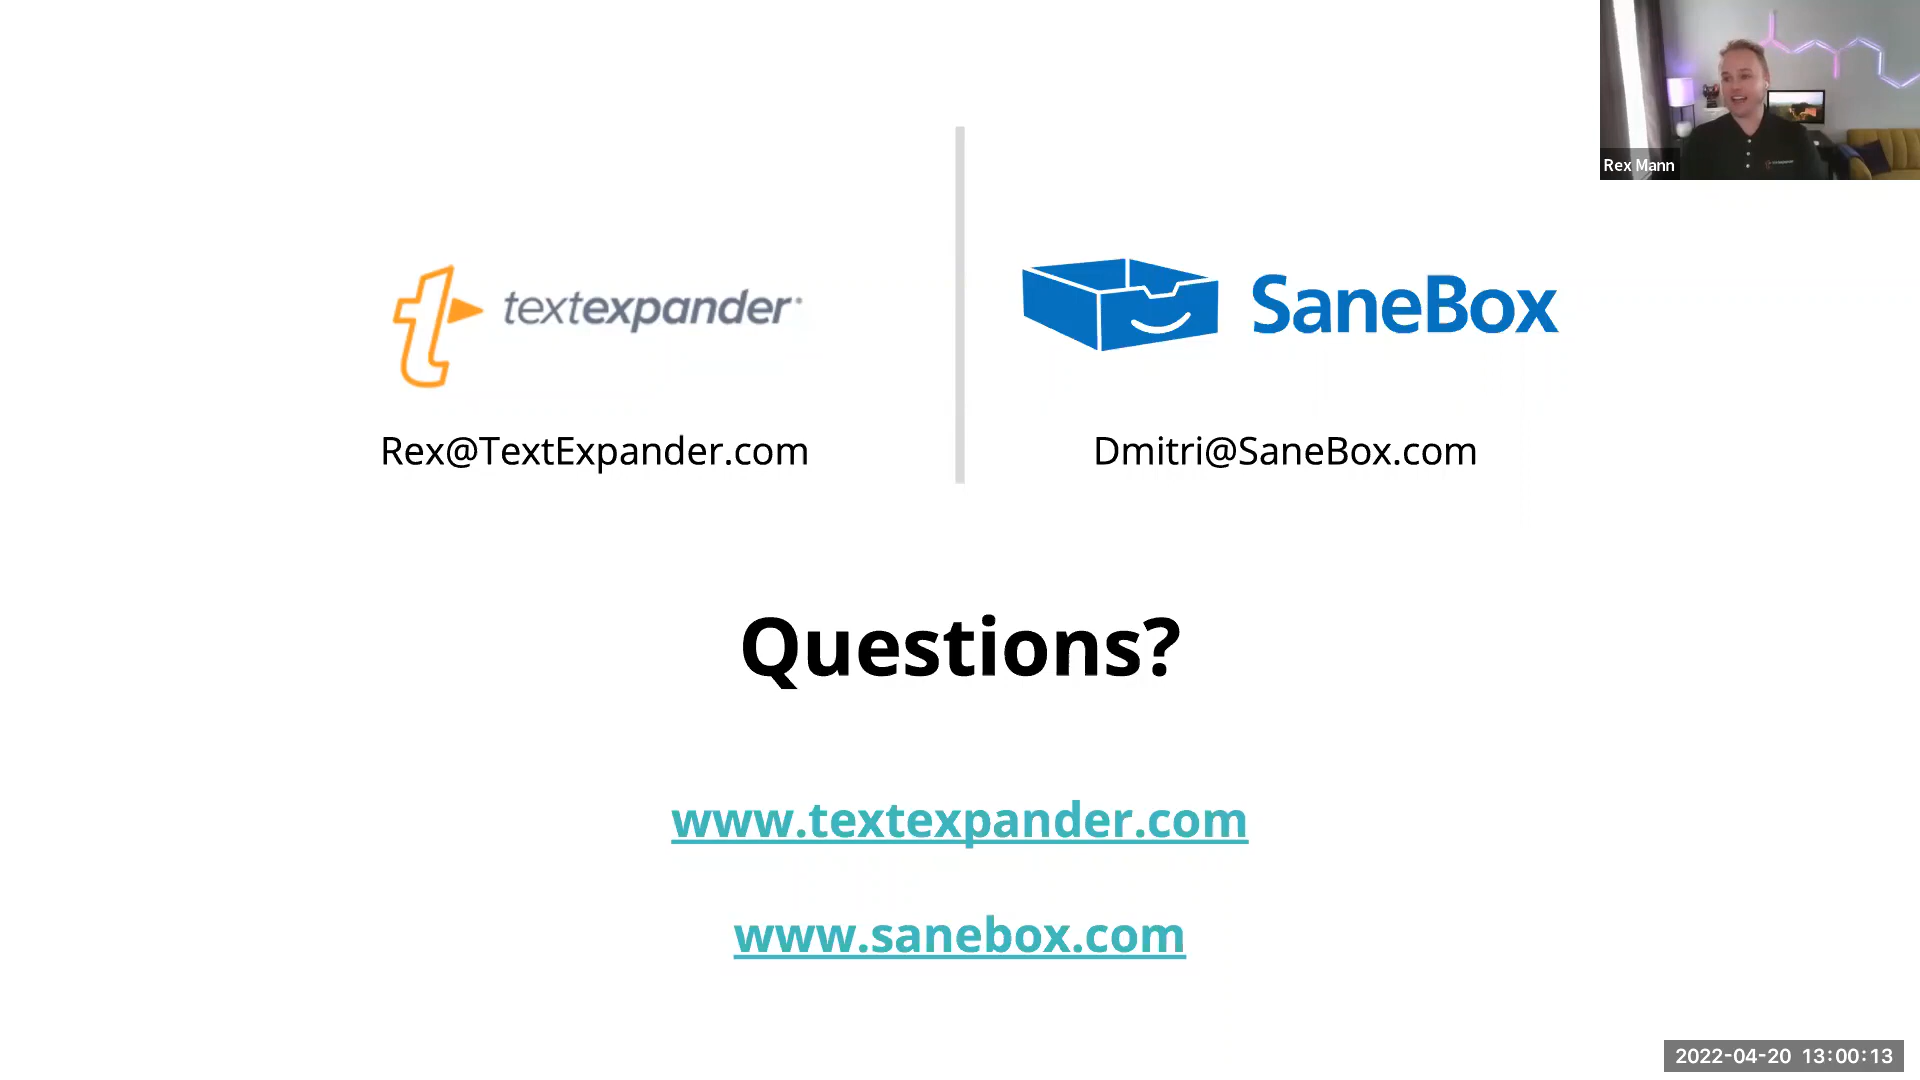 Rex Mann
textexpander
SaneBox
Rex@TextExpander.com
Dmitri@SaneBox.com
Questions?
www.textexpander.com
www.sanebox.com
2022-04-20 13:00:13